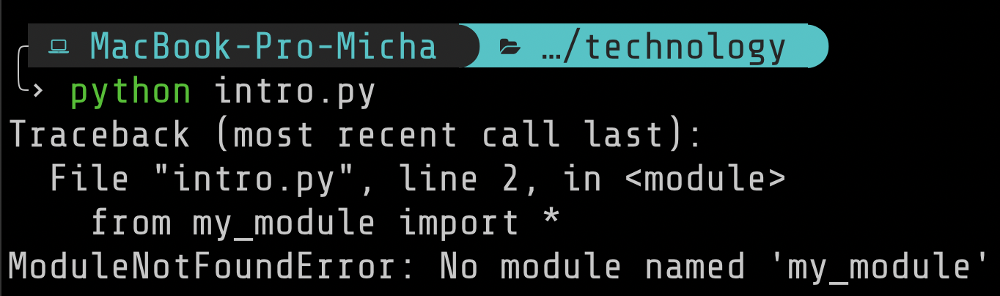 MacBook-Pro-Micha …/technology
› python intro.py
Traceback (most recent call last):
  File "intro.py", line 2, in <module>
    from my_module import *
ModuleNotFoundError: No module named 'my_module'